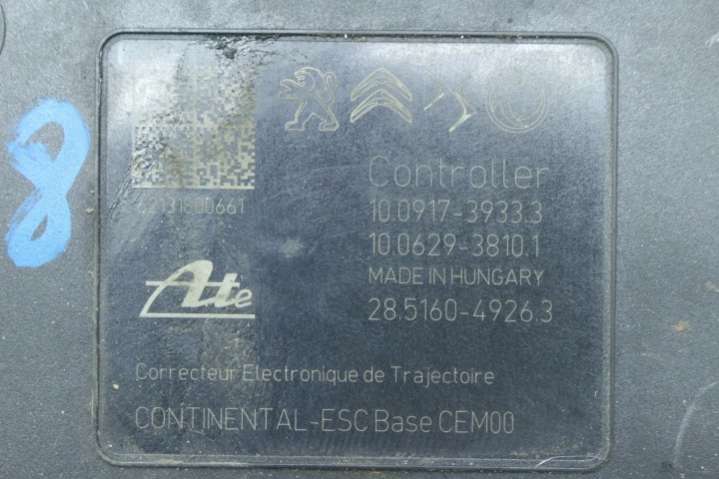 8
Controller
10.0917-3933.3
10.0629-3810.1
MADE IN HUNGARY
28.5160-4926.3
Ate
Correcteur Electronique de Trajectoire
CONTINENTAL-ESC Base CEM00